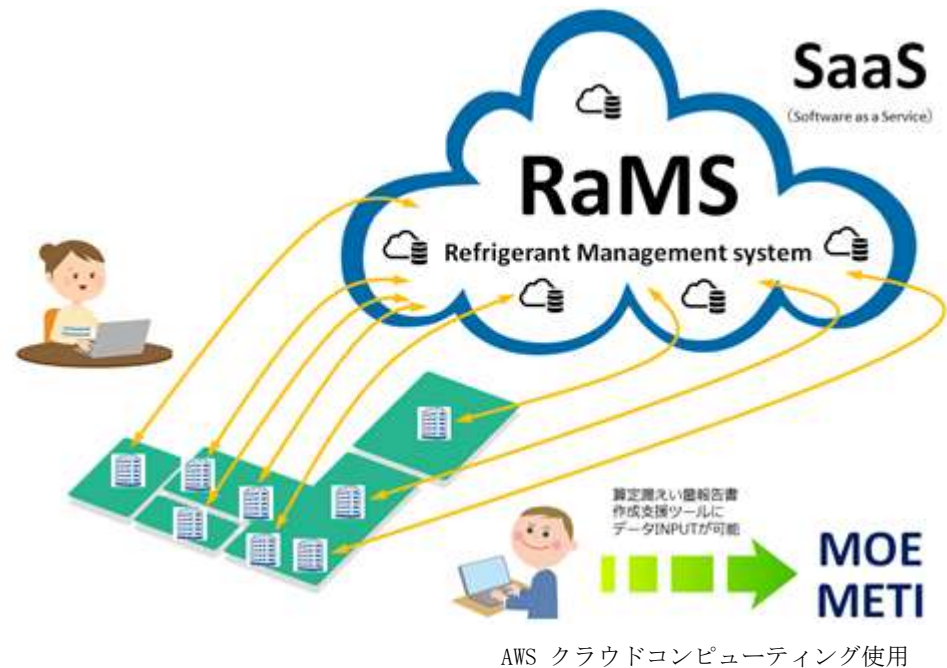 SaaS
(Software as a Service)
RaMS
Refrigerant Management system
算定漏えい量報告書
作成支援ツールに
データINPUTが可能
MOE
METI
AWS クラウドコンピューティング使用